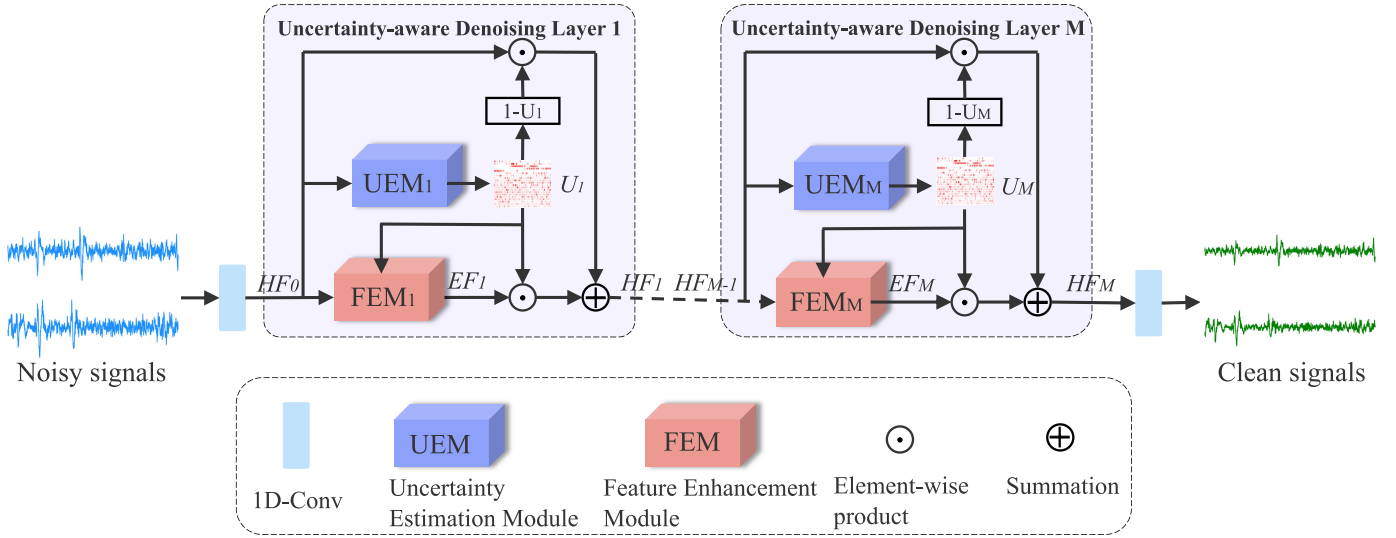 Uncertainty-aware Denoising Layer 1
Uncertainty-aware Denoising Layer M
1-U1
1-UM
UEM1
U1
UEMM
UM
HF0
FEM1
EF1
HF1
HFM-1
FEMM
EFM
HFM
Noisy signals
Clean signals
UEM
FEM
1D-Conv
Uncertainty
Estimation Module
Feature Enhancement
Module
Element-wise
product
Summation